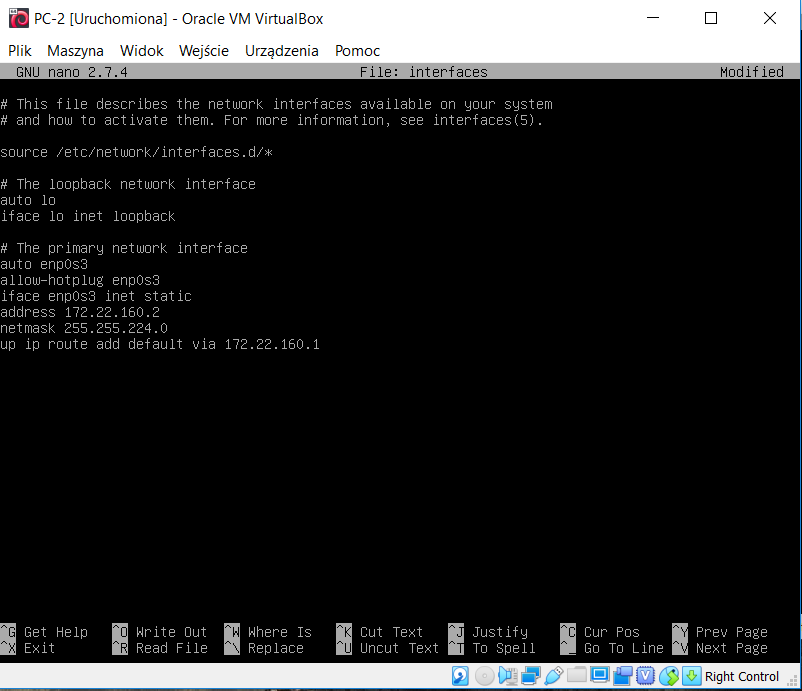 PC-2 [Uruchomiona] - Oracle VM VirtualBox
Plik Maszyna Widok Wejście Urządzenia Pomoc
GNU nano 2.7.4 File: interfaces Modified
# This file describes the network interfaces available on your system
# and how to activate them. For more information, see interfaces(5).
source /etc/network/interfaces.d/*
# The loopback network interface
auto lo
iface lo inet loopback
# The primary network interface
auto enp0s3
allow-hotplug enp0s3
iface enp0s3 inet static
address 172.22.160.2
netmask 255.255.224.0
up ip route add default via 172.22.160.1
^G Get Help ^O Write Out ^W Where Is ^K Cut Text ^J Justify ^C Cur Pos ^Y Prev Page
^X Exit ^R Read File ^\ Replace ^U Uncut Text ^T To Spell ^_ Go To Line ^V Next Page
Right Control